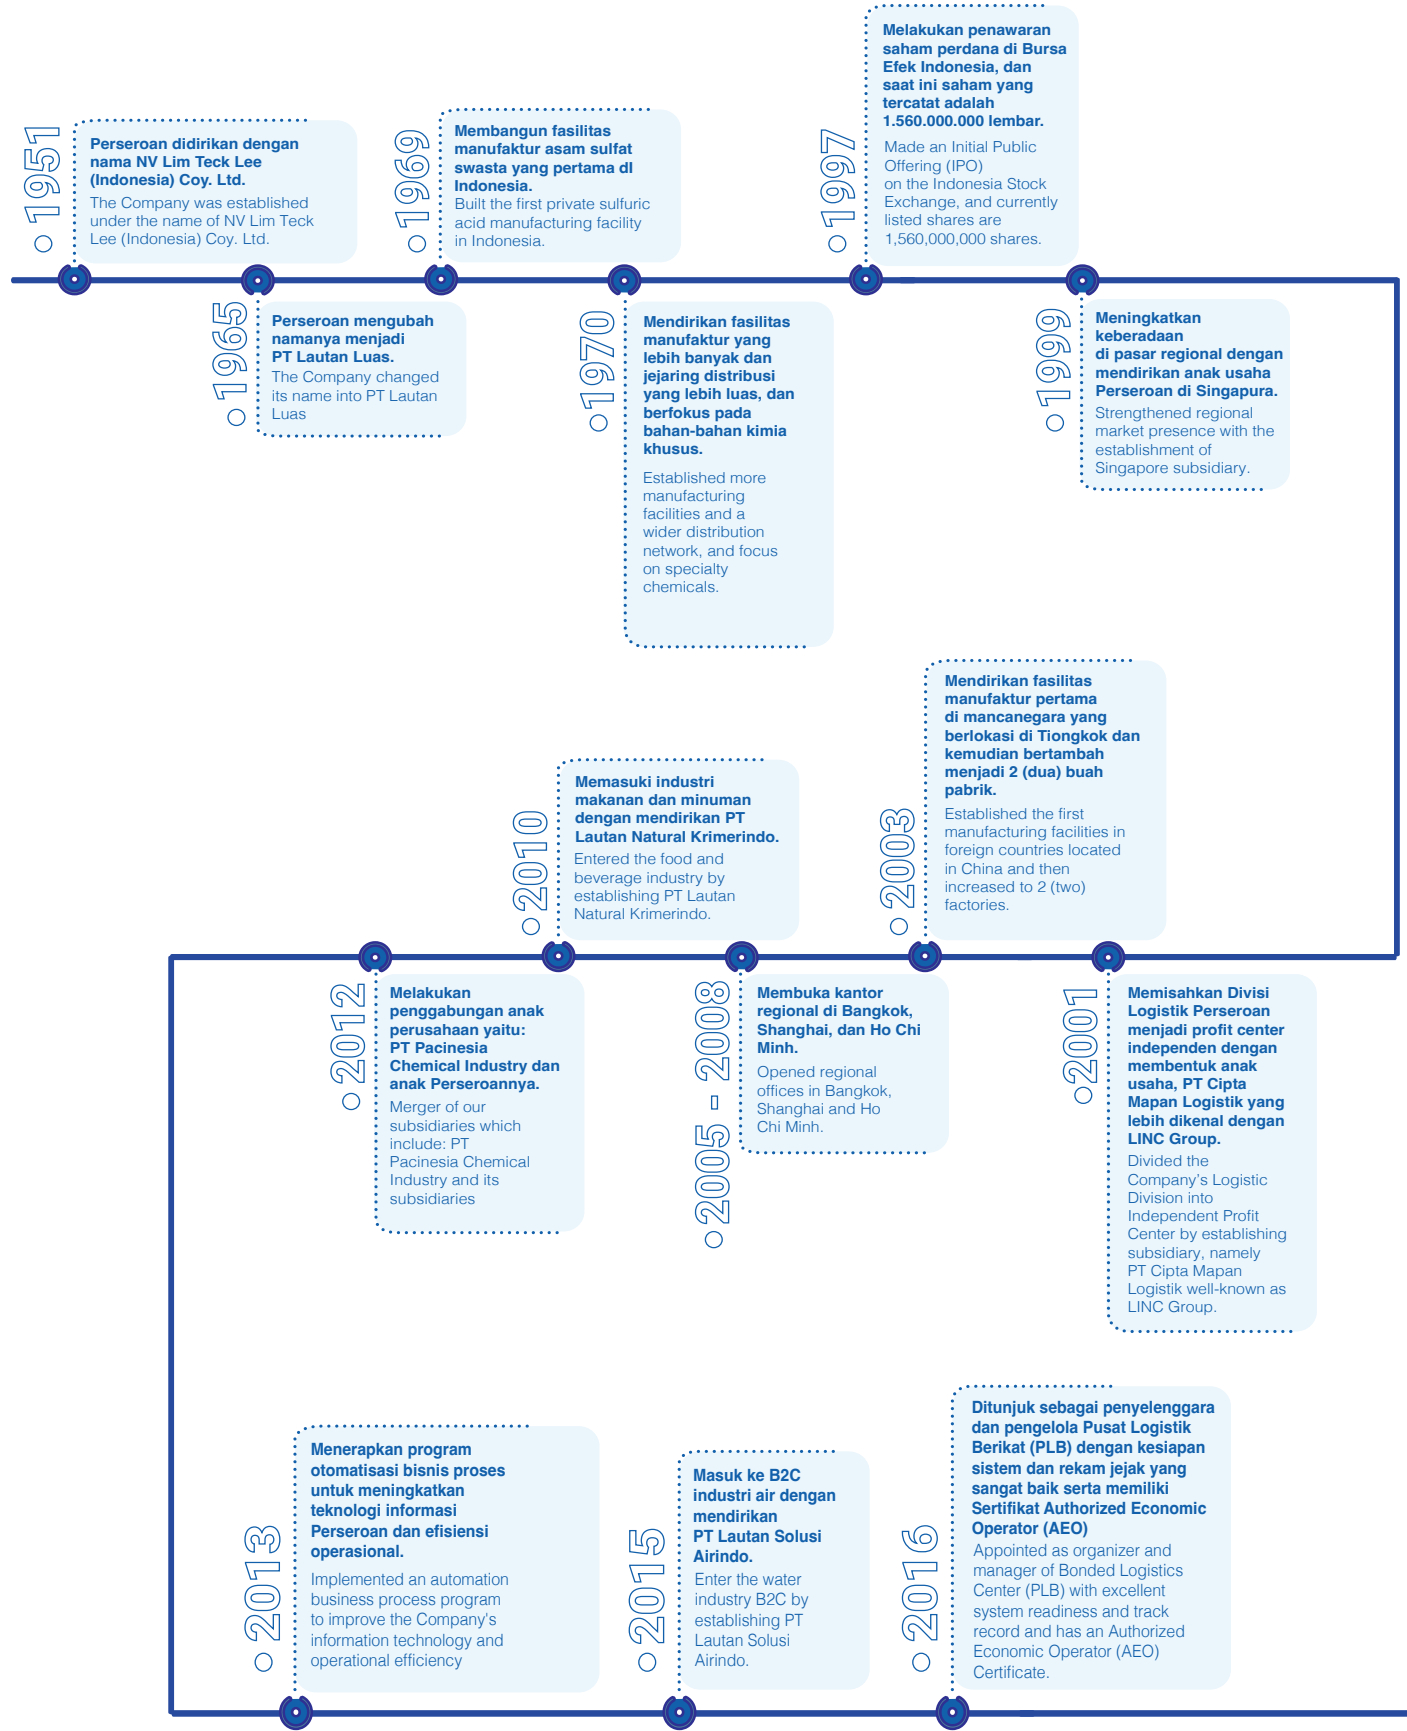 1951
Perseroan didirikan dengan
nama NV Lim Teck Lee
(Indonesia) Coy. Ltd.
The Company was established
under the name of NV Lim Teck
Lee (Indonesia) Coy. Ltd.
1965
Perseroan mengubah
namanya menjadi
PT Lautan Luas.
The Company changed
its name into PT Lautan
Luas
1969
Membangun fasilitas
manufaktur asam sulfat
swasta yang pertama dI
Indonesia.
Built the first private sulfuric
acid manufacturing facility
in Indonesia.
1970
Mendirikan fasilitas
manufaktur yang
lebih banyak dan
jejaring distribusi
yang lebih luas, dan
berfokus pada
bahan-bahan kimia
khusus.
Established more
manufacturing
facilities and a
wider distribution
network, and focus
on specialty
chemicals.
1997
Melakukan penawaran
saham perdana di Bursa
Efek Indonesia, dan
saat ini saham yang
tercatat adalah
1.560.000.000 lembar.
Made an Initial Public
Offering (IPO)
on the Indonesia Stock
Exchange, and currently
listed shares are
1,560,000,000 shares.
1999
Meningkatkan
keberadaan
di pasar regional dengan
mendirikan anak usaha
Perseroan di Singapura.
Strengthened regional
market presence with the
establishment of
Singapore subsidiary.
2001
Memisahkan Divisi
Logistik Perseroan
menjadi profit center
independen dengan
membentuk anak
usaha, PT Cipta
Mapan Logistik yang
lebih dikenal dengan
LINC Group.
Divided the
Company's Logistic
Division into
Independent Profit
Center by establishing
subsidiary, namely
PT Cipta Mapan
Logistik well-known as
LINC Group.
2003
Mendirikan fasilitas
manufaktur pertama
di mancanegara yang
berlokasi di Tiongkok dan
kemudian bertambah
menjadi 2 (dua) buah
pabrik.
Established the first
manufacturing facilities in
foreign countries located
in China and then
increased to 2 (two)
factories.
2005 - 2008
Membuka kantor
regional di Bangkok,
Shanghai, dan Ho Chi
Minh.
Opened regional
offices in Bangkok,
Shanghai and Ho
Chi Minh.
2010
Memasuki industri
makanan dan minuman
dengan mendirikan PT
Lautan Natural Krimerindo.
Entered the food and
beverage industry by
establishing PT Lautan
Natural Krimerindo.
2012
Melakukan
penggabungan anak
perusahaan yaitu:
PT Pacinesia
Chemical Industry dan
anak Perseroannya.
Merger of our
subsidiaries which
include: PT
Pacinesia Chemical
Industry and its
subsidiaries
2013
Menerapkan program
otomatisasi bisnis proses
untuk meningkatkan
teknologi informasi
Perseroan dan efisiensi
operasional.
Implemented an automation
business process program
to improve the Company's
information technology and
operational efficiency
2015
Masuk ke B2C
industri air dengan
mendirikan
PT Lautan Solusi
Airindo.
Enter the water
industry B2C by
establishing PT
Lautan Solusi
Airindo.
2016
Ditunjuk sebagai penyelenggara
dan pengelola Pusat Logistik
Berikat (PLB) dengan kesiapan
sistem dan rekam jejak yang
sangat baik serta memiliki
Sertifikat Authorized Economic
Operator (AEO)
Appointed as organizer and
manager of Bonded Logistics
Center (PLB) with excellent
system readiness and track
record and has an Authorized
Economic Operator (AEO)
Certificate.